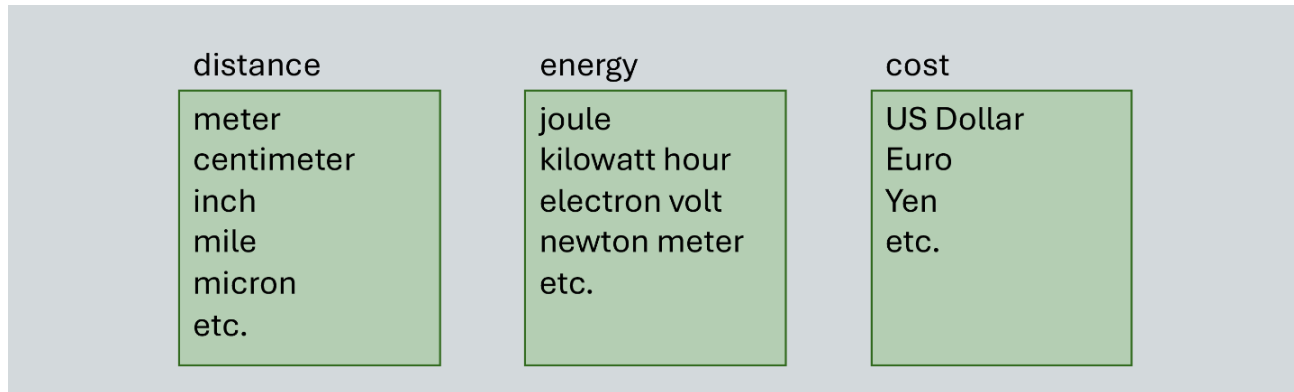 distance
meter
centimeter
inch
mile
micron
etc.
energy
joule
kilowatt hour
electron volt
newton meter
etc.
cost
US Dollar
Euro
Yen
etc.